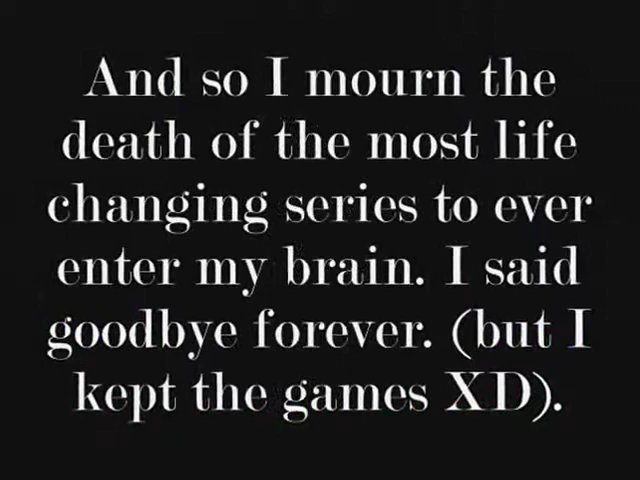 And so I mourn the
death of the most life
changing series to ever
enter my brain. I said
goodbye forever. (but I
kept the games XD).